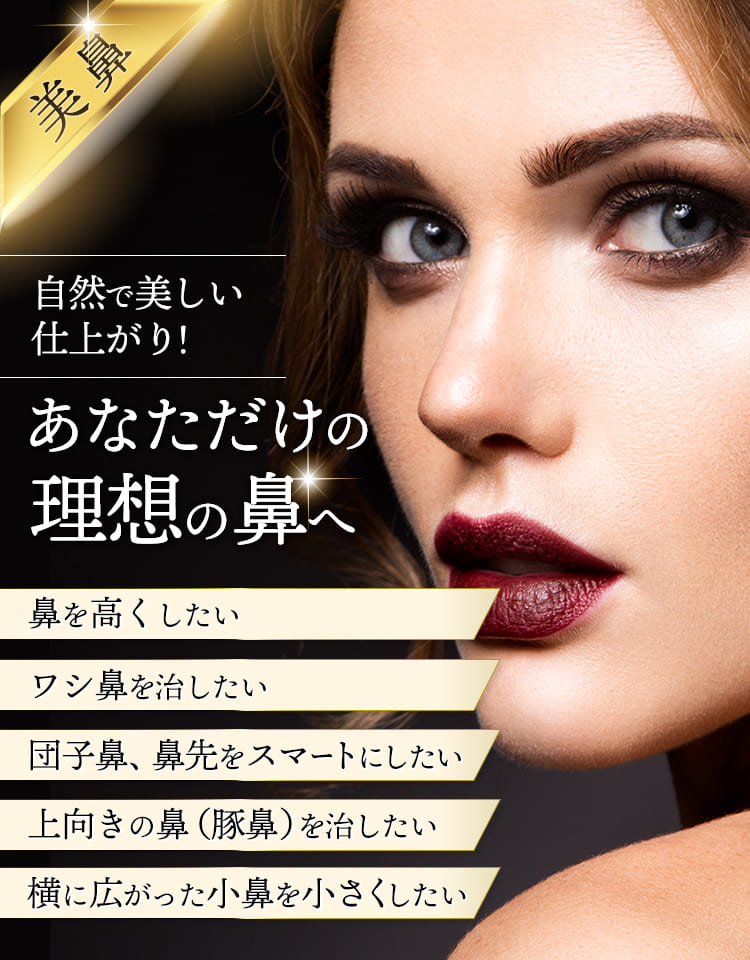 美鼻
自然で美しい
仕上がり!
あなただけの
理想の鼻へ
鼻を高くしたい
ワシ鼻を治したい
団子鼻、鼻先をスマートにしたい
上向きの鼻（豚鼻）を治したい
横に広がった小鼻を小さくしたい